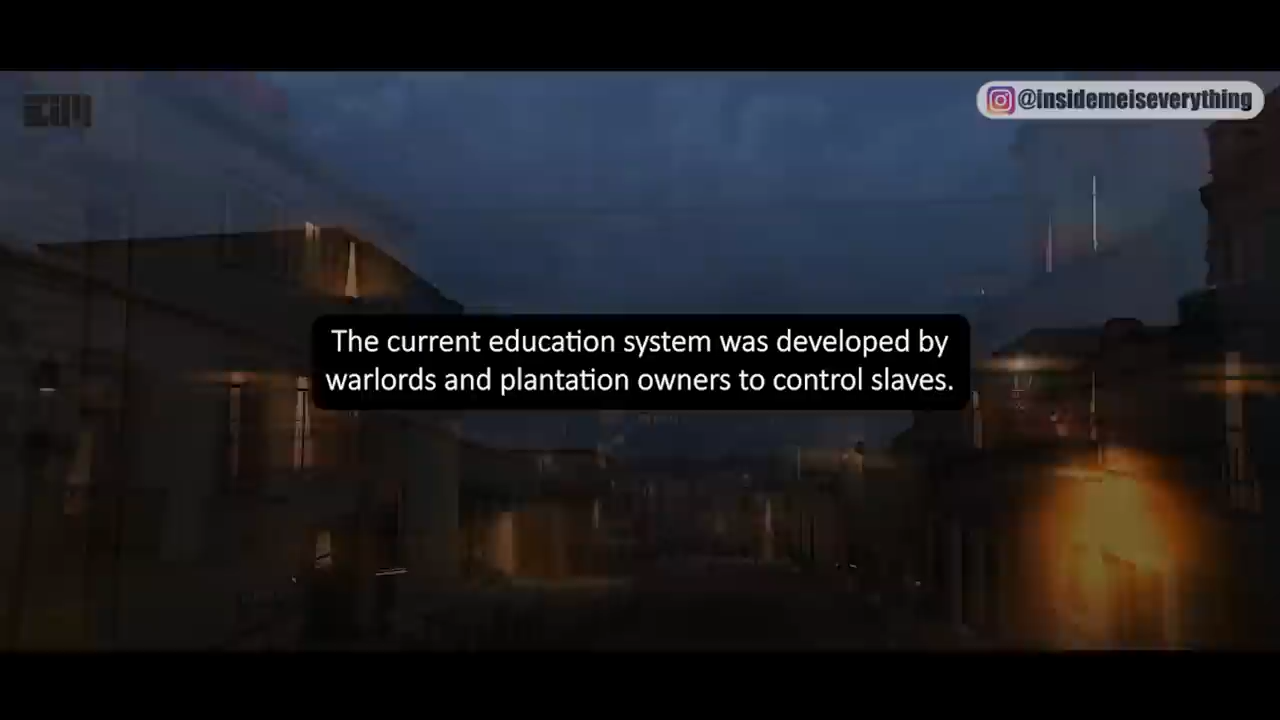 @insidemeiseverything
The current education system was developed by
warlords and plantation owners to control slaves.